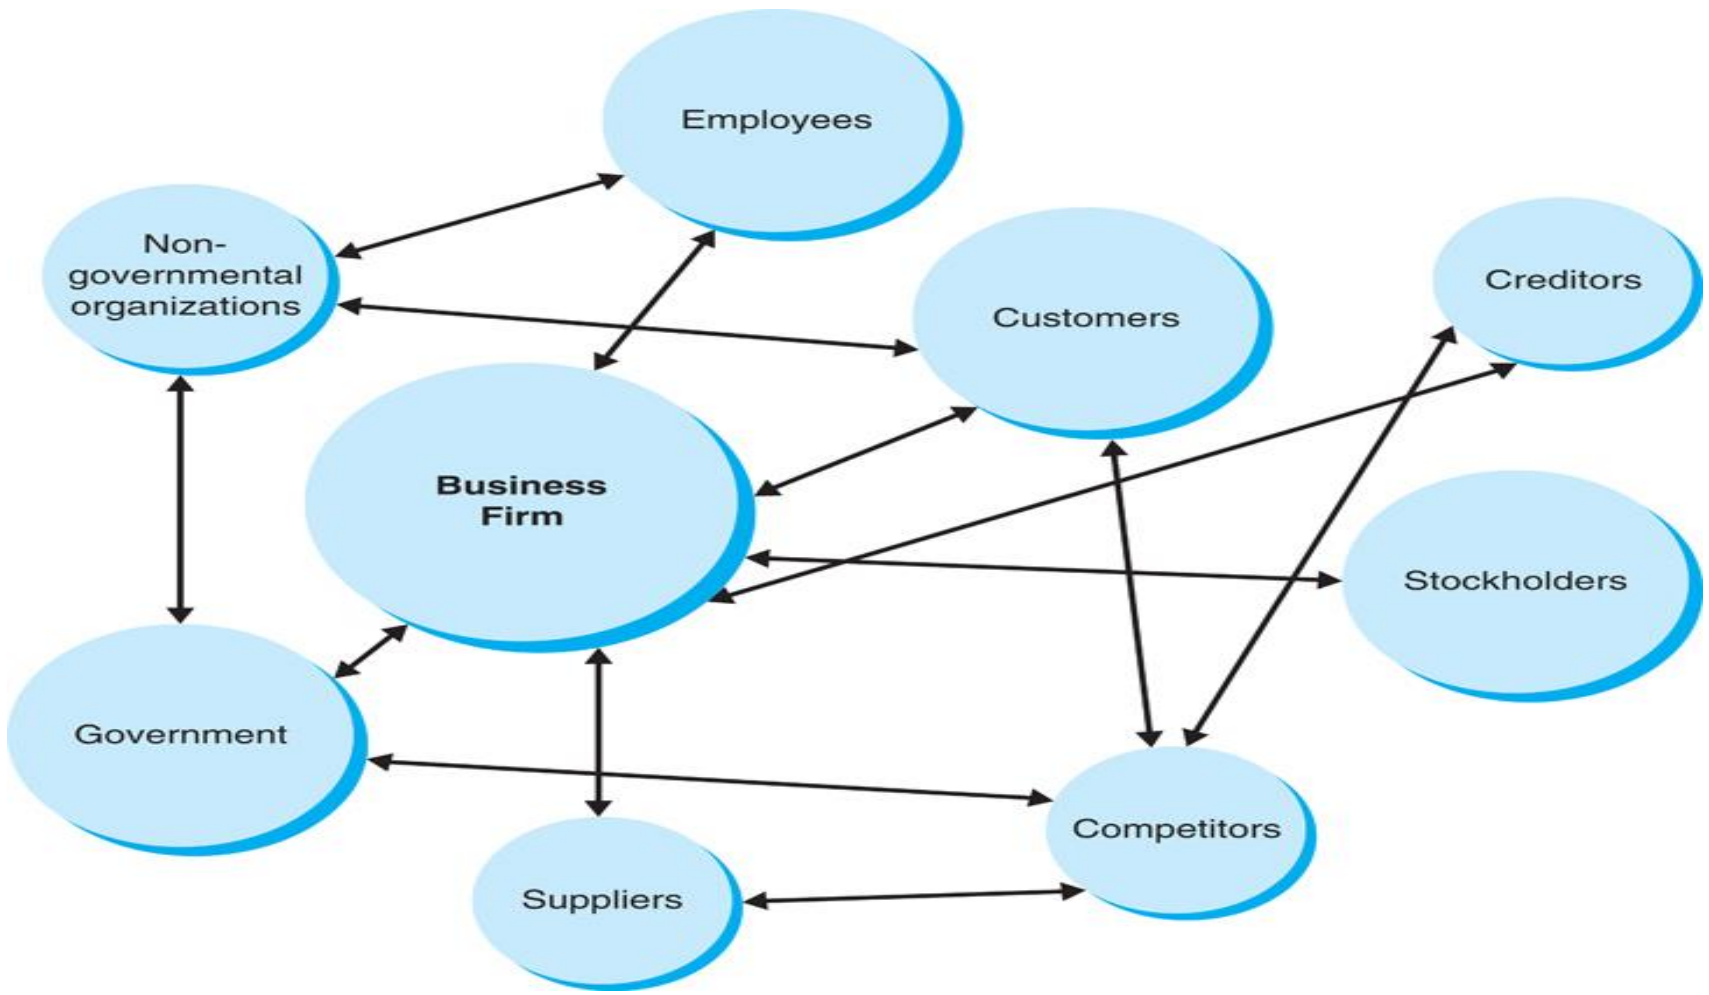 Employees
Non-
governmental
organizations
Customers
Creditors
Business
Firm
Stockholders
Government
Competitors
Suppliers